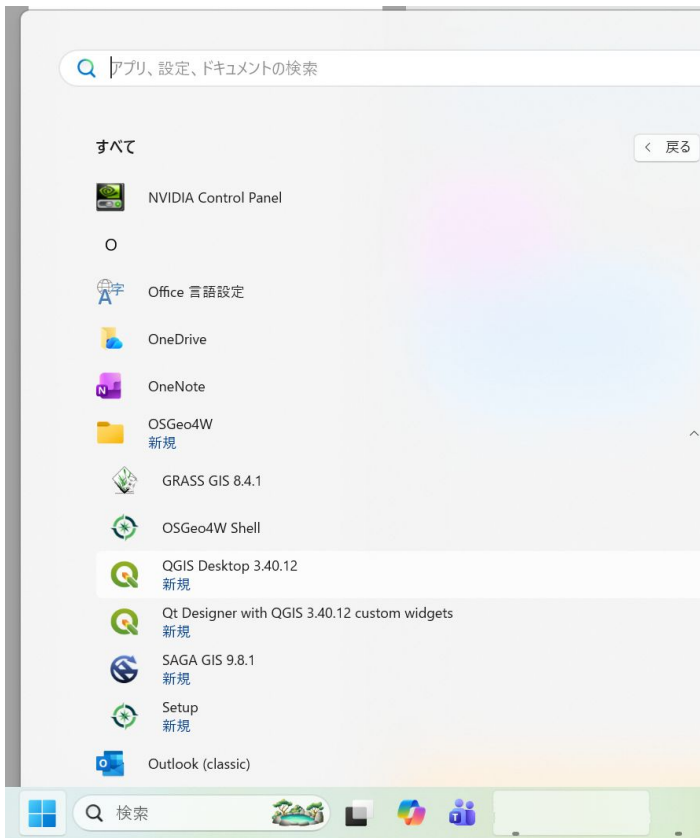 アプリ、設定、ドキュメントの検索
すべて
戻る
NVIDIA Control Panel
O
Office 言語設定
OneDrive
OneNote
OSGeo4W
新規
GRASS GIS 8.4.1
OSGeo4W Shell
QGIS Desktop 3.40.12
新規
Qt Designer with QGIS 3.40.12 custom widgets
新規
SAGA GIS 9.8.1
新規
Setup
新規
Outlook (classic)
検索